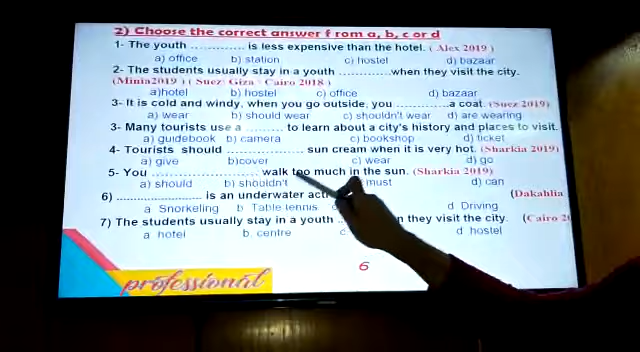 2) Choose the correct answer f rom a, b, c or d
1- The youth .............. is less expensive than the hotel. ( Alex 2019 )
a) office b) station c) hostel d) bazaar
2- The students usually stay in a youth .............when they visit the city.
(Minia2019 ) ( Suez- Giza - Cairo 2018 )
a)hotel b) hostel c) office d) bazaar
3- It is cold and windy, when you go outside, you .............a coat. (Suez 2019)
a) wear b) should wear c) shouldn't wear d) are wearing
3- Many tourists use a .......... to learn about a city's history and places to visit.
a) guidebook b) camera c) bookshop d) ticket
4- Tourists should .................... sun cream when it is very hot. (Sharkia 2019)
a) give b)cover c) wear d) go
5- You .......................... walk too much in the sun. (Sharkia 2019)
a) should b) shouldn't must d) can
6) .................... is an underwater (Dakahlia
a Snorkeling b Table tennis d. Driving
7) The students usually stay in a youth they visit the city. (Cairo
a hotel b. centre c d hostel
professional
6